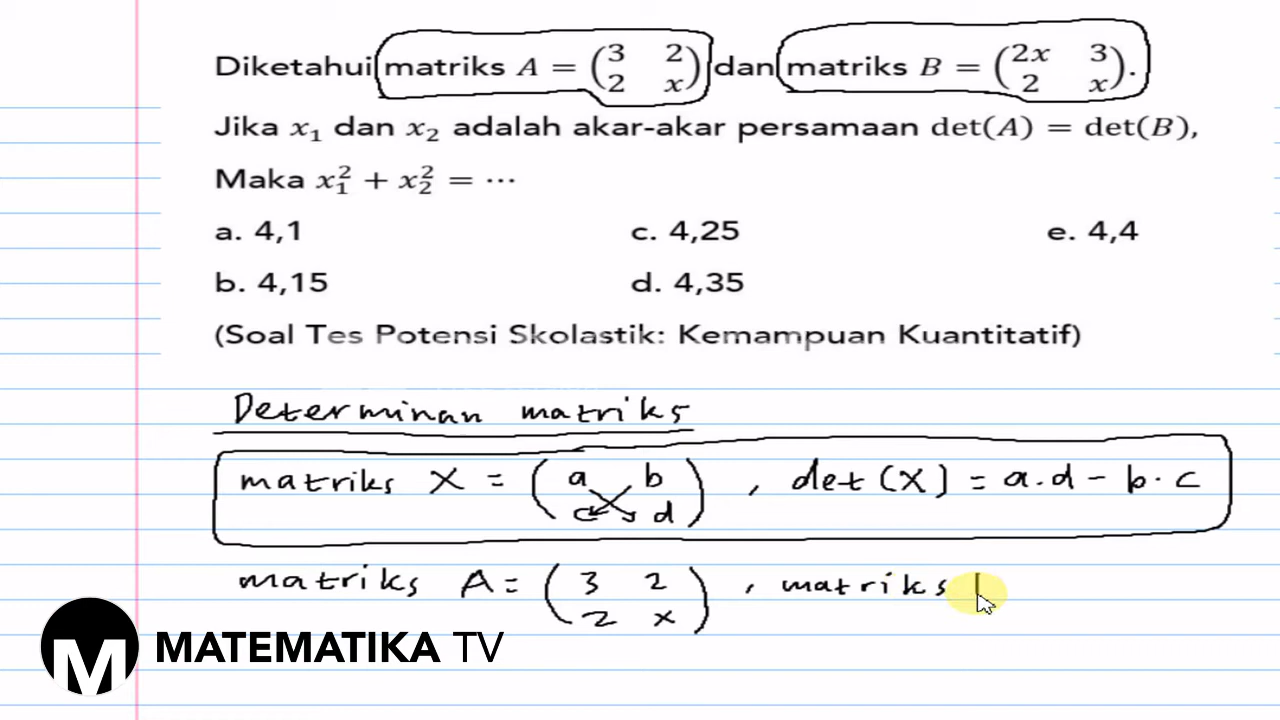 Diketahui matriks A = (3 2 2 x) dan matriks B = (2x 3 2 x).
Jika x₁ dan x₂ adalah akar-akar persamaan det(A) = det(B),
Maka x₁² + x₂² = ⋯
a. 4,1 c. 4,25 e. 4,4
b. 4,15 d. 4,35
(Soal Tes Potensi Skolastik: Kemampuan Kuantitatif)
Determinan matriks
matriks X = (a b c d) , det (X) = a.d - b.c
matriks A = (3 2 2 x) , matriks
M MATEMATIKA TV